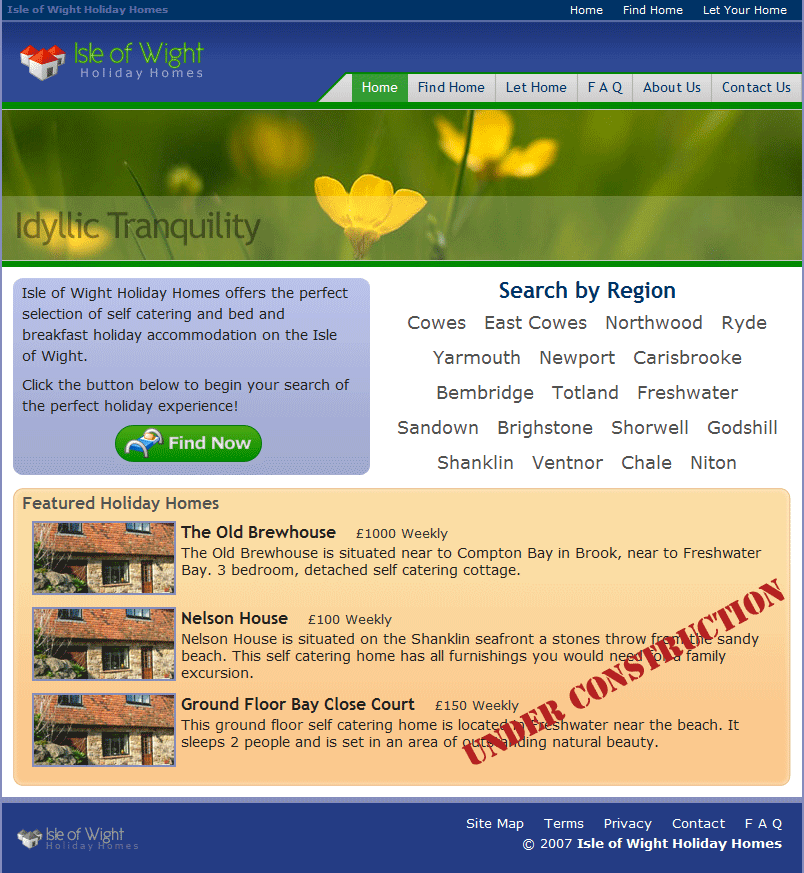 Isle of Wight Holiday Homes
Home Find Home Let Your Home
Isle of Wight
Holiday Homes
Home Find Home Let Home F A Q About Us Contact Us
Idyllic Tranquility
Isle of Wight Holiday Homes offers the perfect
selection of self catering and bed and
breakfast holiday accommodation on the Isle
of Wight.
Click the button below to begin your search of
the perfect holiday experience!
Find Now
Search by Region
Cowes East Cowes Northwood Ryde
Yarmouth Newport Carisbrooke
Bembridge Totland Freshwater
Sandown Brighstone Shorwell Godshill
Shanklin Ventnor Chale Niton
Featured Holiday Homes
The Old Brewhouse £1000 Weekly
The Old Brewhouse is situated near to Compton Bay in Brook, near to Freshwater
Bay. 3 bedroom, detached self catering cottage.
Nelson House £100 Weekly
Nelson House is situated on the Shanklin seafront a stones throw from the sandy
beach. This self catering home has all furnishings you would need for a family
excursion.
Ground Floor Bay Close Court £150 Weekly
This ground floor self catering home is located in Freshwater near the beach. It
sleeps 2 people and is set in an area of outstanding natural beauty.
UNDER CONSTRUCTION
Isle of Wight
Holiday Homes
Site Map Terms Privacy Contact F A Q
© 2007 Isle of Wight Holiday Homes